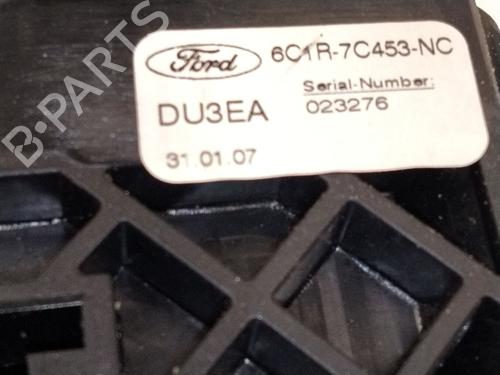 Ford
6C1R-7C453-NC
Serial-Number:
DU3EA
023276
31.01.07
B-PARTS